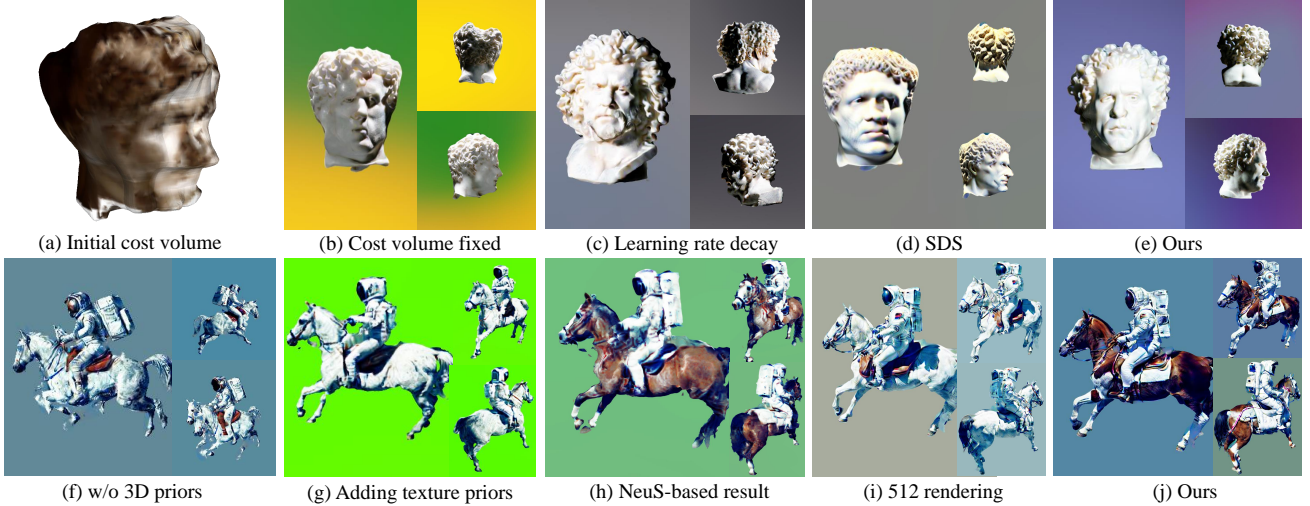 (a) Initial cost volume
(b) Cost volume fixed
(c) Learning rate decay
(d) SDS
(e) Ours
(f) w/o 3D priors
(g) Adding texture priors
(h) NeuS-based result
(i) 512 rendering
(j) Ours